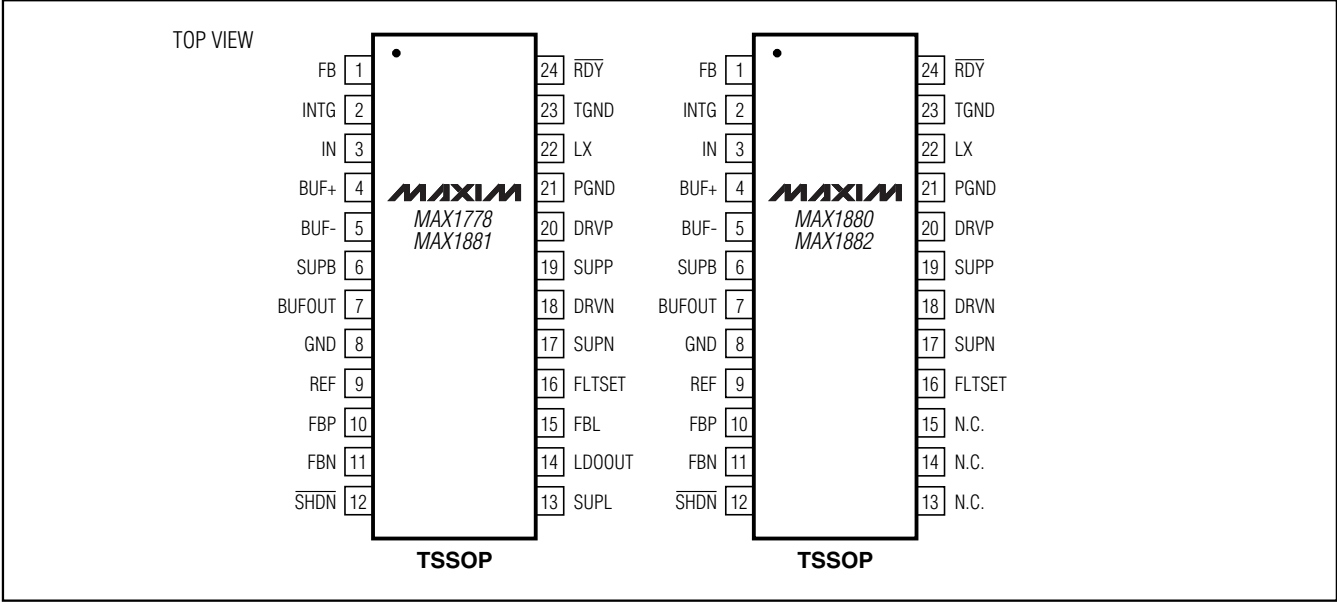 TOP VIEW
FB 1
INTG 2
IN 3
BUF+ 4
BUF- 5
SUPB 6
BUFOUT 7
GND 8
REF 9
FBP 10
FBN 11
SHDN 12
MAXIM
MAX1778
MAX1881
24 RDY
23 TGND
22 LX
21 PGND
20 DRVP
19 SUPP
18 DRVN
17 SUPN
16 FLTSET
15 FBL
14 LDOOUT
13 SUPL
TSSOP
FB 1
INTG 2
IN 3
BUF+ 4
BUF- 5
SUPB 6
BUFOUT 7
GND 8
REF 9
FBP 10
FBN 11
SHDN 12
MAXIM
MAX1880
MAX1882
24 RDY
23 TGND
22 LX
21 PGND
20 DRVP
19 SUPP
18 DRVN
17 SUPN
16 FLTSET
15 N.C.
14 N.C.
13 N.C.
TSSOP